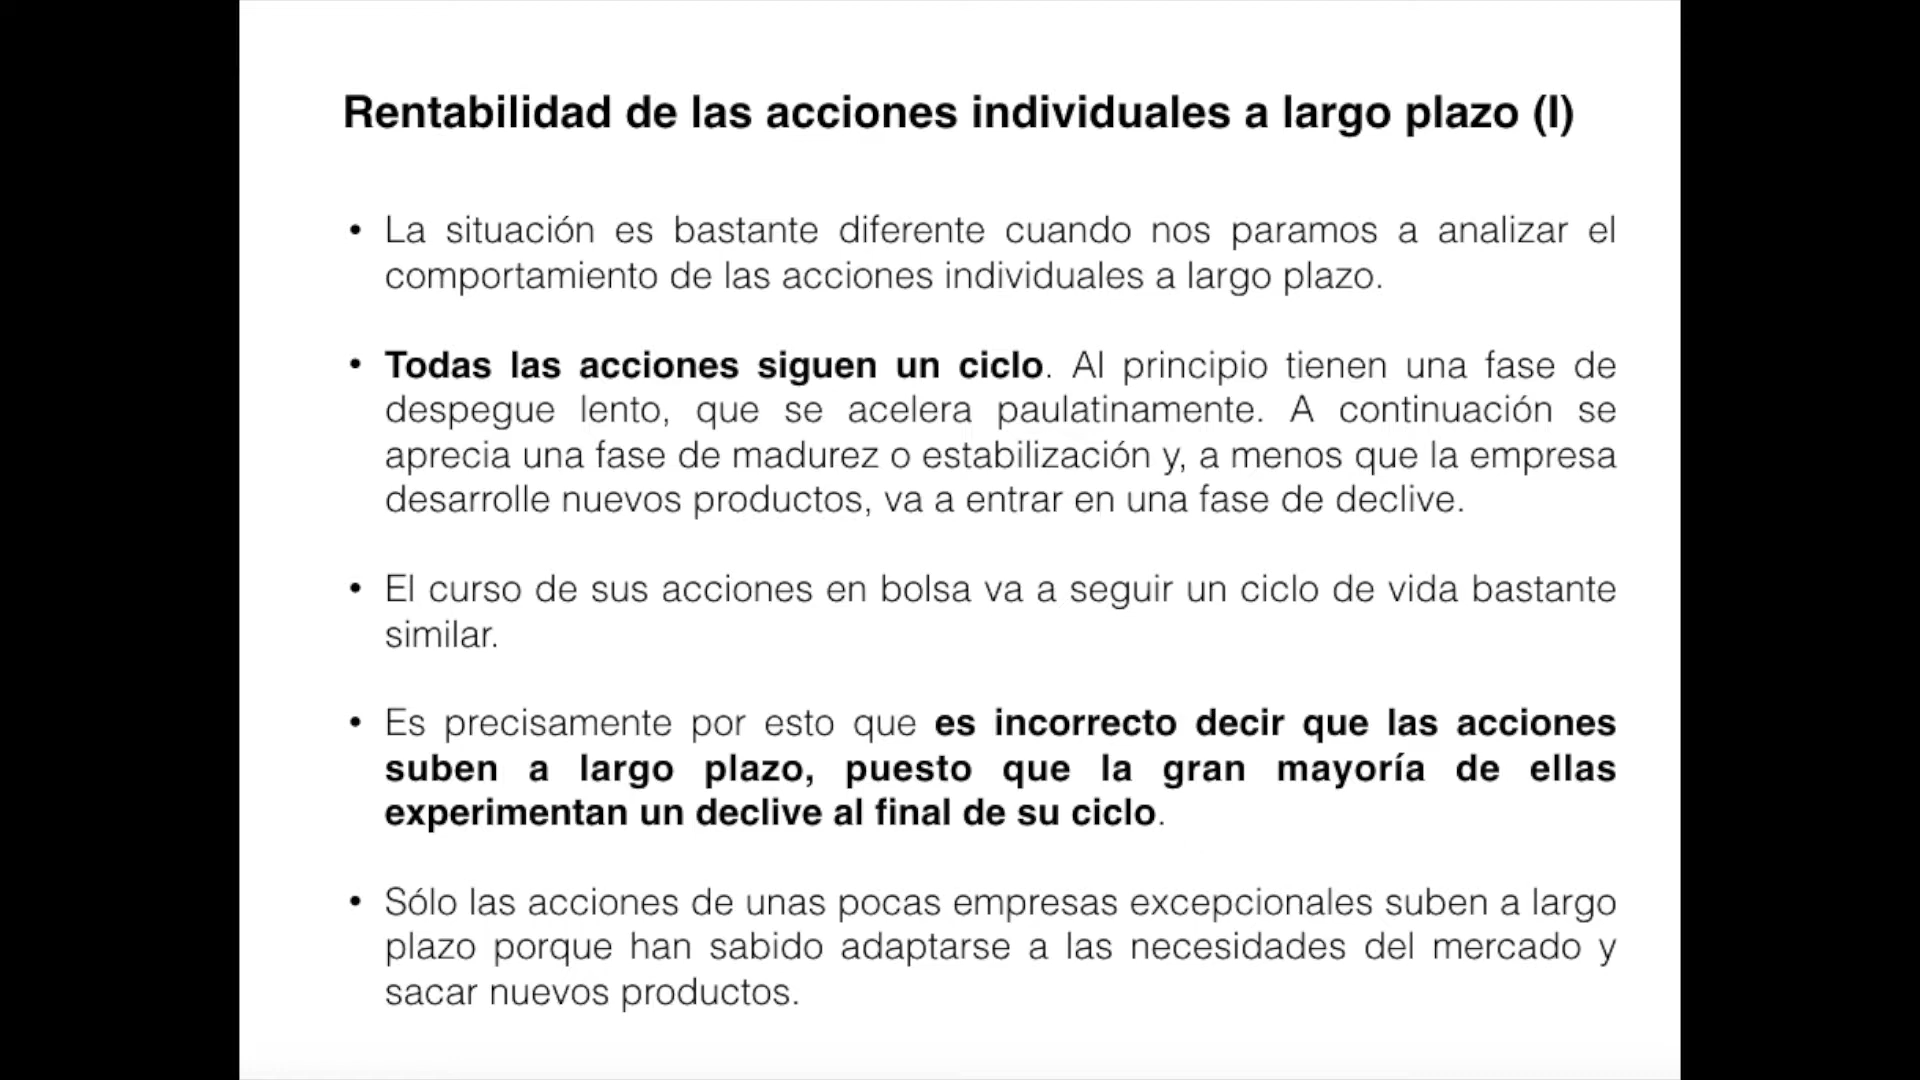 Rentabilidad de las acciones individuales a largo plazo (I)
• La situación es bastante diferente cuando nos paramos a analizar el
comportamiento de las acciones individuales a largo plazo.
• Todas las acciones siguen un ciclo. Al principio tienen una fase de
despegue lento, que se acelera paulatinamente. A continuación se
aprecia una fase de madurez o estabilización y, a menos que la empresa
desarrolle nuevos productos, va a entrar en una fase de declive.
• El curso de sus acciones en bolsa va a seguir un ciclo de vida bastante
similar.
• Es precisamente por esto que es incorrecto decir que las acciones
suben a largo plazo, puesto que la gran mayoría de ellas
experimentan un declive al final de su ciclo.
• Sólo las acciones de unas pocas empresas excepcionales suben a largo
plazo porque han sabido adaptarse a las necesidades del mercado y
sacar nuevos productos.